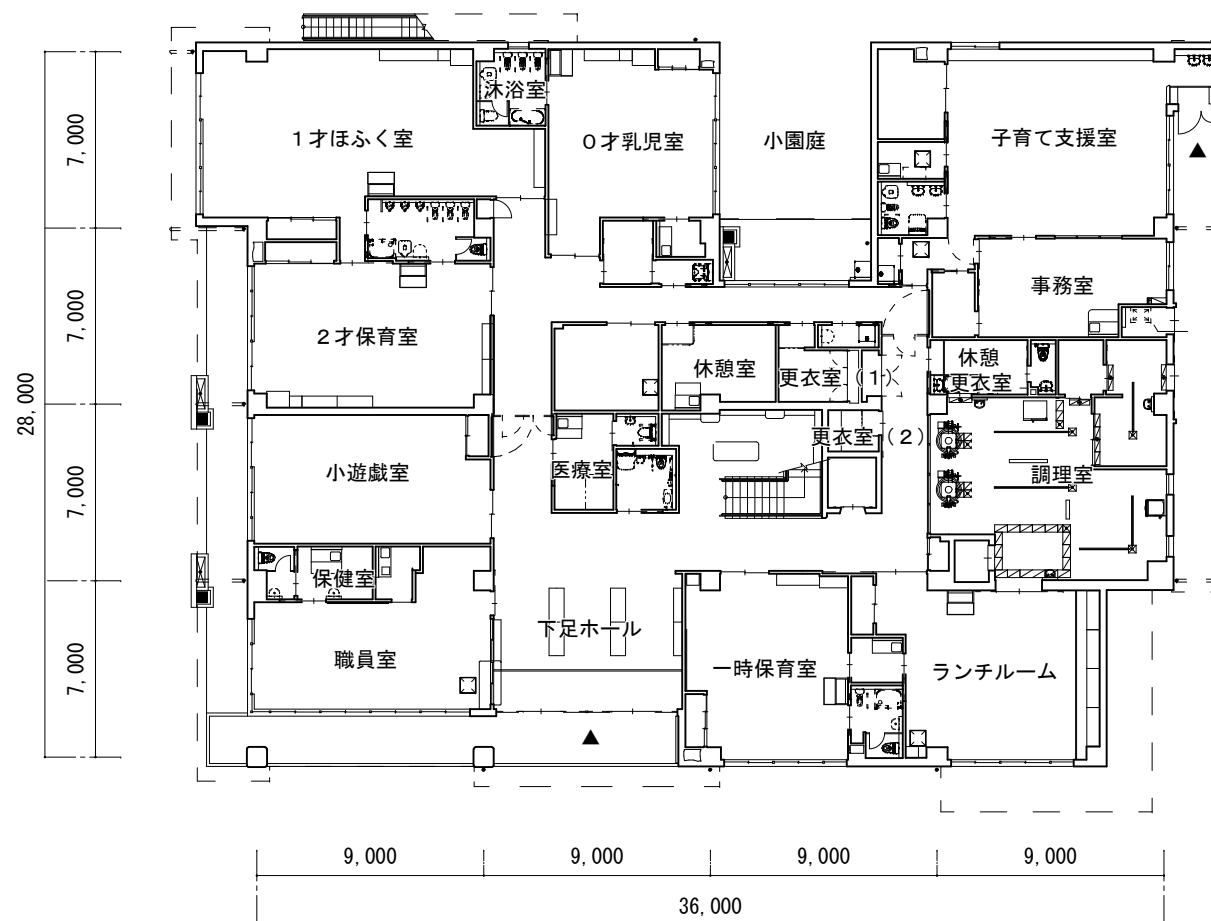 沐浴室
1才ほふく室
0才乳児室
小園庭
子育て支援室
▲
7,000
事務室
7,000
2才保育室
休憩室
更衣室(1)
休憩
更衣室
28,000
更衣室(2)
小遊戯室
医療室
調理室
7,000
保健室
下足ホール
職員室
一時保育室
ランチルーム
7,000
▲
9,000
9,000
9,000
9,000
36,000